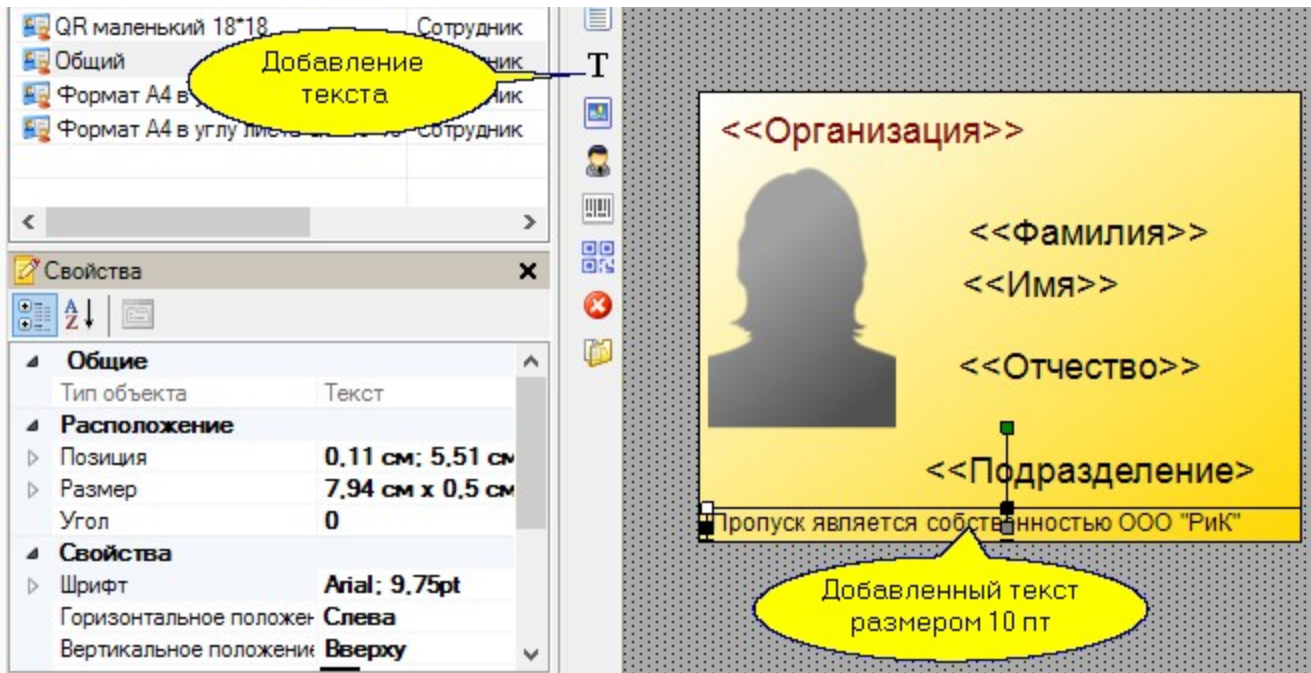 QR маленький 18*18 Сотрудник
Общий
Формат А4 в
Формат А4 в углу Сотрудник
Добавление
текста
T
Свойства
Общие
Тип объекта Текст
Расположение
Позиция 0,11 см; 5,51 см
Размер 7,94 см x 0,5 см
Угол 0
Свойства
Шрифт Arial; 9,75pt
Горизонтальное положен Слева
Вертикальное положение Вверху
<<Организация>>
<<Фамилия>>
<<Имя>>
<<Отчество>>
<<Подразделение>
Пропуск является собственностью ООО "РиК"
Добавленный текст
размером 10 пт